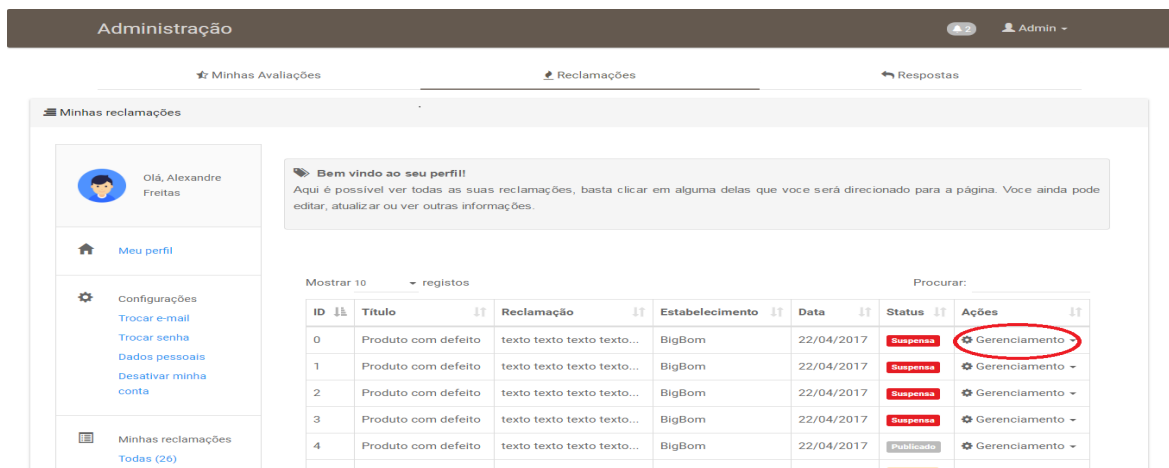 Administração
2
Admin
Minhas Avaliações
Reclamações
Respostas
Minhas reclamações
Olá, Alexandre
Freitas
Meu perfil
Configurações
Trocar e-mail
Trocar senha
Dados pessoais
Desativar minha
conta
Minhas reclamações
Todas (26)
Bem vindo ao seu perfil!
Aqui é possível ver todas as suas reclamações, basta clicar em alguma delas que voce será direcionado para a página. Voce ainda pode
editar, atualizar ou ver outras informações.
Mostrar 10 registos
Procurar:
ID Título Reclamação Estabelecimento Data Status Ações
0 Produto com defeito texto texto texto texto... BigBom 22/04/2017 Suspensa Gerenciamento
1 Produto com defeito texto texto texto texto... BigBom 22/04/2017 Suspensa Gerenciamento
2 Produto com defeito texto texto texto texto... BigBom 22/04/2017 Suspensa Gerenciamento
3 Produto com defeito texto texto texto texto... BigBom 22/04/2017 Suspensa Gerenciamento
4 Produto com defeito texto texto texto texto... BigBom 22/04/2017 Publicado Gerenciamento